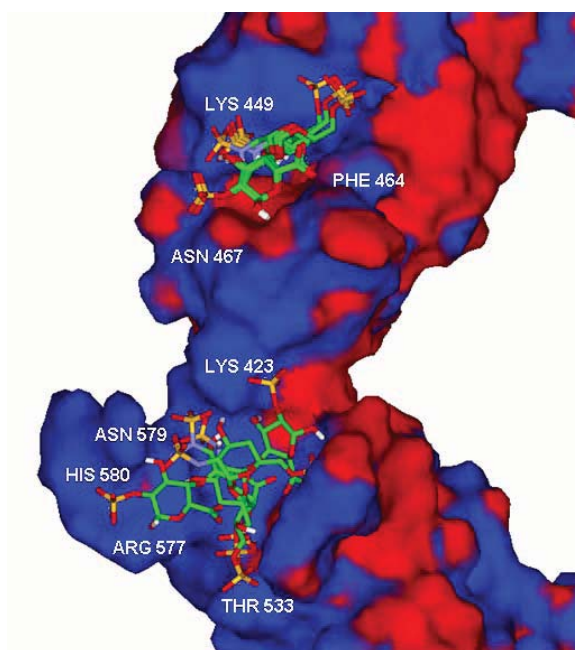 LYS 449
PHE 464
ASN 467
LYS 423
ASN 579
HIS 580
ARG 577
THR 533